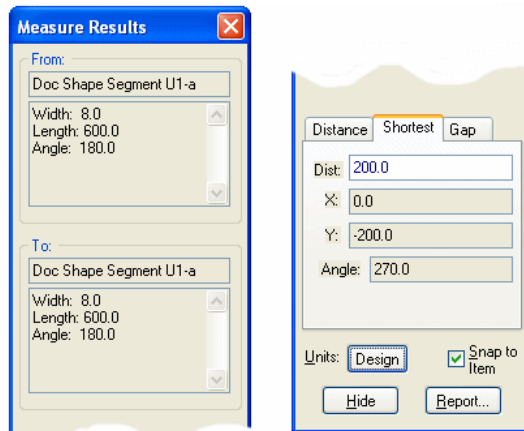 Measure Results
From:
Doc Shape Segment U1-a
Width: 8.0
Length: 600.0
Angle: 180.0
To:
Doc Shape Segment U1-a
Width: 8.0
Length: 600.0
Angle: 180.0
Distance Shortest Gap
Dist: 200.0
X: 0.0
Y: -200.0
Angle: 270.0
Units: Design Snap to
Item
Hide Report...